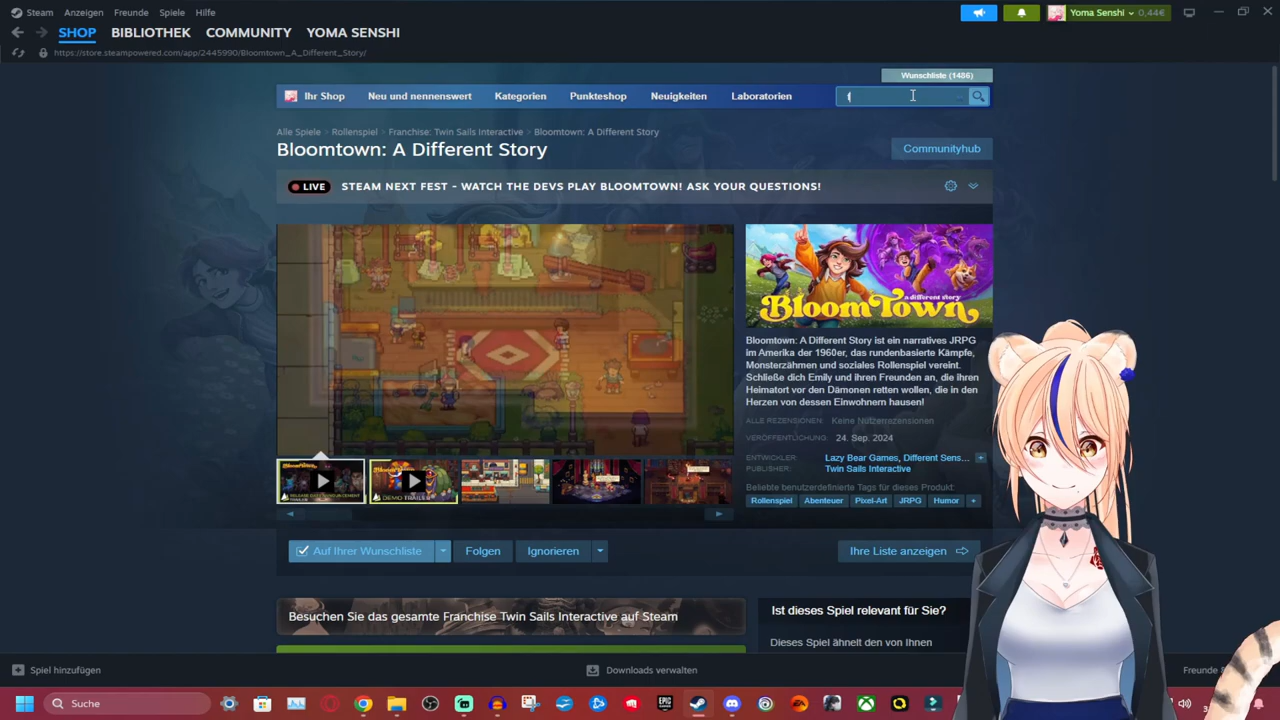 Steam Anzeigen Freunde Spiele Hilfe
Yoma Senshi 0,44€
SHOP BIBLIOTHEK COMMUNITY YOMA SENSHI
https://store.steampowered.com/app/2445990/Bloomtown_A_Different_Story/
Wunschliste (1486)
Ihr Shop Neu und nennenswert Kategorien Punkteshop Neuigkeiten Laboratorien
Alle Spiele > Rollenspiel > Franchise: Twin Sails Interactive > Bloomtown: A Different Story
Bloomtown: A Different Story
Communityhub
LIVE STEAM NEXT FEST - WATCH THE DEVS PLAY BLOOMTOWN! ASK YOUR QUESTIONS!
a different story
BLOOMTOWN
Bloomtown: A Different Story ist ein narratives JRPG
im Amerika der 1960er, das rundenbasierte Kämpfe,
Monsterzähmen und soziales Rollenspiel vereint.
Schließe dich Emily und ihren Freunden an, die ihren
Heimatort vor den Dämonen retten wollen, die in den
Herzen von dessen Einwohnern hausen!
ALLE REZENSIONEN: Keine Nutzerrezensionen
VERÖFFENTLICHUNG: 24. Sep. 2024
ENTWICKLER: Lazy Bear Games, Different Sens... +
PUBLISHER: Twin Sails Interactive
Beliebte benutzerdefinierte Tags für dieses Produkt:
Rollenspiel Abenteuer Pixel-Art JRPG Humor +
DEMO TRAILER
Auf Ihrer Wunschliste Folgen Ignorieren Ihre Liste anzeigen
Besuchen Sie das gesamte Franchise Twin Sails Interactive auf Steam
Ist dieses Spiel relevant für Sie?
Dieses Spiel ähnelt den von Ihnen
Spiel hinzufügen Downloads verwalten Freunde
Suche
EPIC